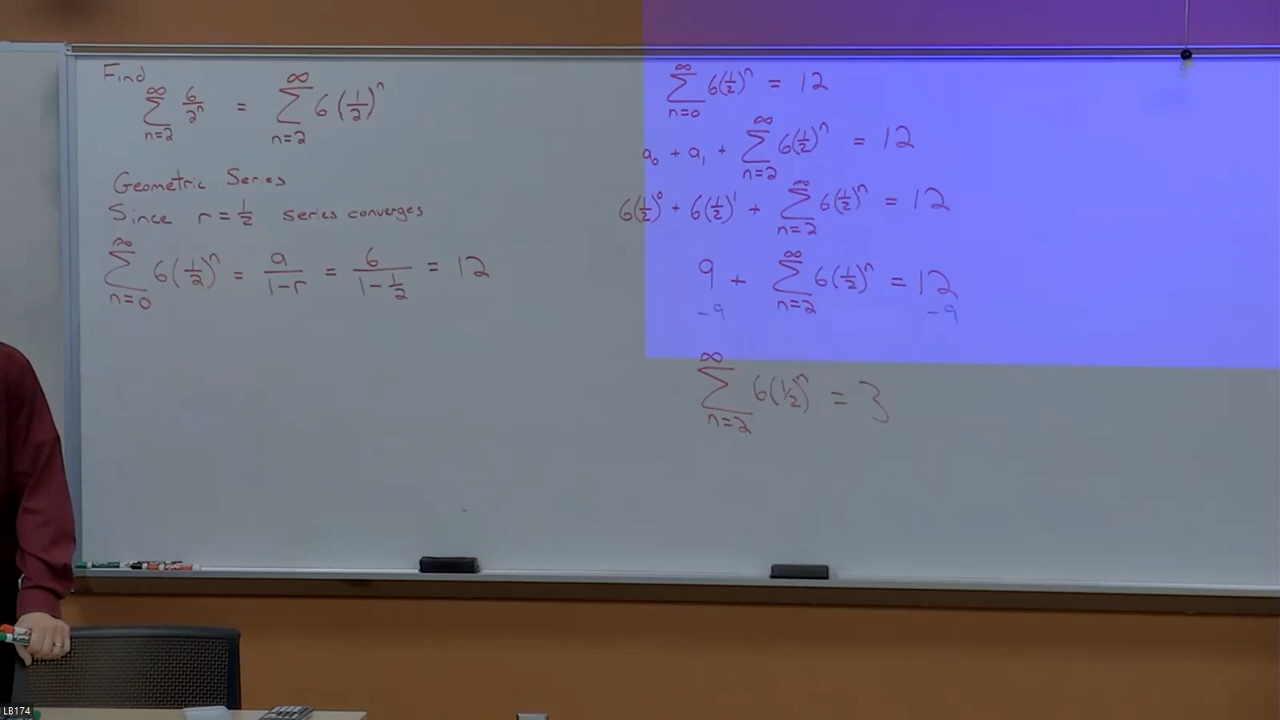 Find
∞ ∑ n=2 6/2ⁿ = ∞ ∑ n=2 6(1/2)ⁿ
Geometric Series
Since r = 1/2 series converges
∞ ∑ n=0 6(1/2)ⁿ = a/(1-r) = 6/(1-1/2) = 12
∞ ∑ n=0 6(1/2)ⁿ = 12
a₀ + a₁ + ∞ ∑ n=2 6(1/2)ⁿ = 12
6(1/2)⁰ + 6(1/2)¹ + ∞ ∑ n=2 6(1/2)ⁿ = 12
9 + ∞ ∑ n=2 6(1/2)ⁿ = 12
-9 -9
∞ ∑ n=2 6(1/2)ⁿ = 3
LB174